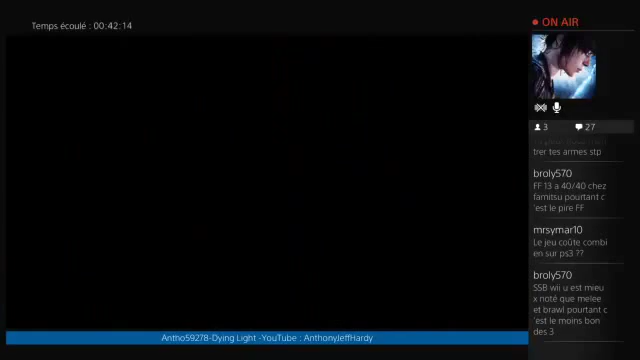 Temps écoulé : 00:42:14
ON AIR
3
27
trer tes armes stp
broly570
FF 13 a 40/40 chez
famitsu pourtant c
'est le pire FF
mrsymar10
Le jeu coûte combi
en sur ps3 ??
broly570
SSB wii u est mieu
x noté que melee
et brawl pourtant c
'est le moins bon
des 3
Antho59278-Dying Light -YouTube : AnthonyJeffHardy